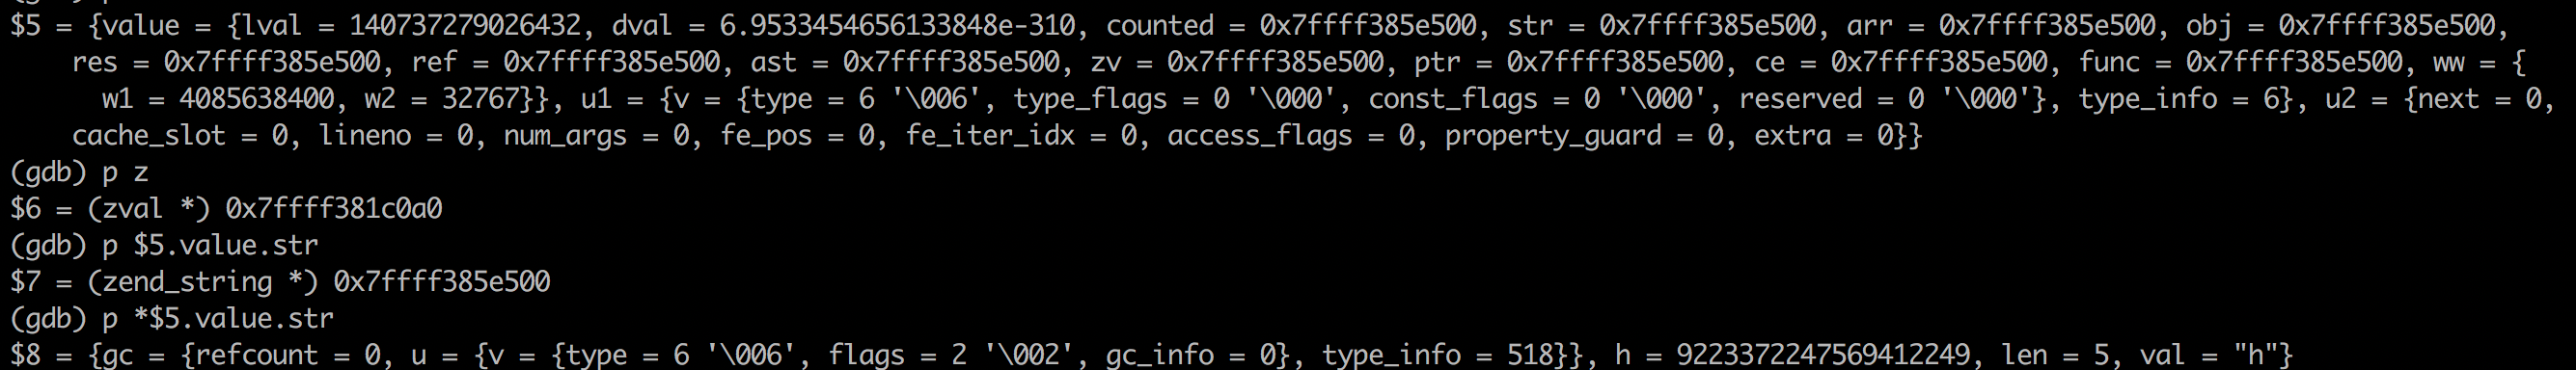 $5 = {value = {lval = 140737279026432, dval = 6.9533454656133848e-310, counted = 0x7ffff385e500, str = 0x7ffff385e500, arr = 0x7ffff385e500, obj = 0x7ffff385e500,
res = 0x7ffff385e500, ref = 0x7ffff385e500, ast = 0x7ffff385e500, zv = 0x7ffff385e500, ptr = 0x7ffff385e500, ce = 0x7ffff385e500, func = 0x7ffff385e500, ww = {
w1 = 4085638400, w2 = 32767}}, u1 = {v = {type = 6 '\006', type_flags = 0 '\000', const_flags = 0 '\000', reserved = 0 '\000'}, type_info = 6}, u2 = {next = 0,
cache_slot = 0, lineno = 0, num_args = 0, fe_pos = 0, fe_iter_idx = 0, access_flags = 0, property_guard = 0, extra = 0}}
(gdb) p z
$6 = (zval *) 0x7ffff381c0a0
(gdb) p $5.value.str
$7 = (zend_string *) 0x7ffff385e500
(gdb) p *$5.value.str
$8 = {gc = {refcount = 0, u = {v = {type = 6 '\006', flags = 2 '\002', gc_info = 0}, type_info = 518}}, h = 9223372247569412249, len = 5, val = "h"}